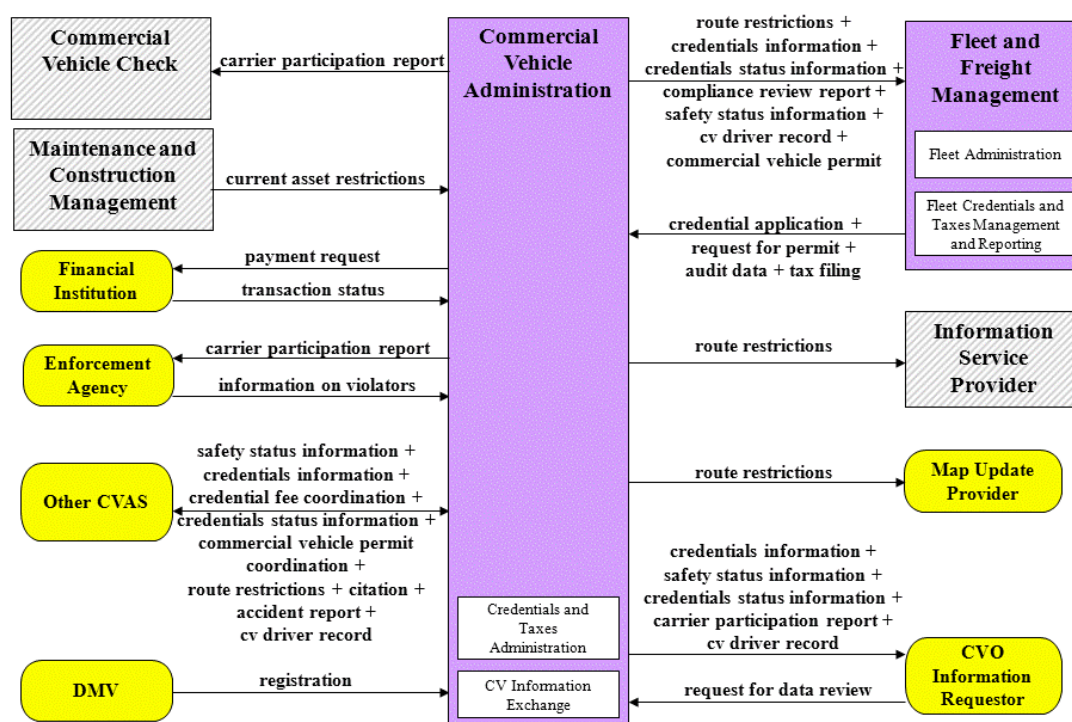 Commercial
Vehicle Check
carrier participation report
Maintenance and
Construction
Management
current asset restrictions
Financial
Institution
payment request
transaction status
Enforcement
Agency
carrier participation report
information on violators
Other CVAS
safety status information +
credentials information +
credential fee coordination +
credentials status information +
commercial vehicle permit
coordination +
route restrictions + citation +
accident report +
cv driver record
DMV
registration
Commercial
Vehicle
Administration
Credentials and
Taxes
Administration
CV Information
Exchange
route restrictions +
credentials information +
credentials status information +
compliance review report +
safety status information +
cv driver record +
commercial vehicle permit
Fleet and
Freight
Management
Fleet Administration
Fleet Credentials and
Taxes Management
and Reporting
credential application +
request for permit +
audit data + tax filing
route restrictions
Information
Service
Provider
route restrictions
Map Update
Provider
credentials information +
safety status information +
credentials status information +
carrier participation report +
cv driver record
request for data review
CVO
Information
Requestor